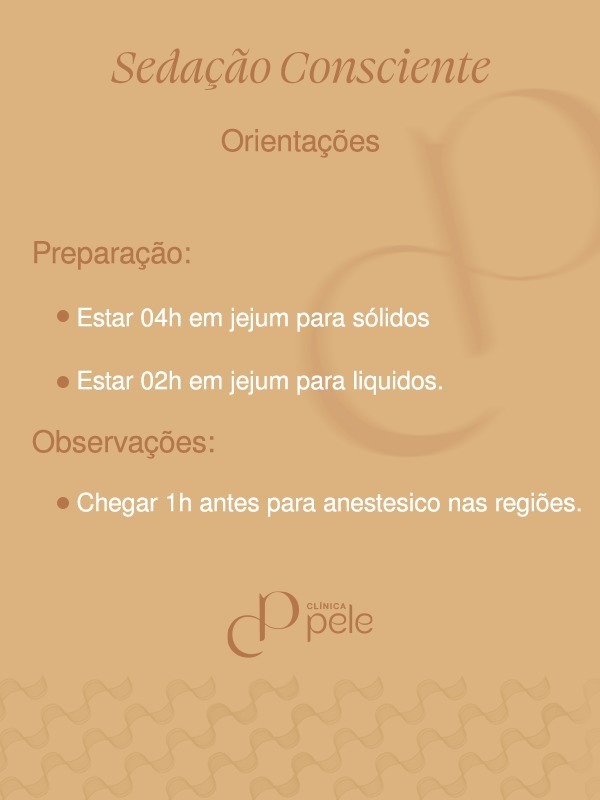 Sedação Consciente
Orientações
Preparação:
Estar 04h em jejum para sólidos
Estar 02h em jejum para liquidos.
Observações:
Chegar 1h antes para anestesico nas regiões.
CLÍNICA
pele